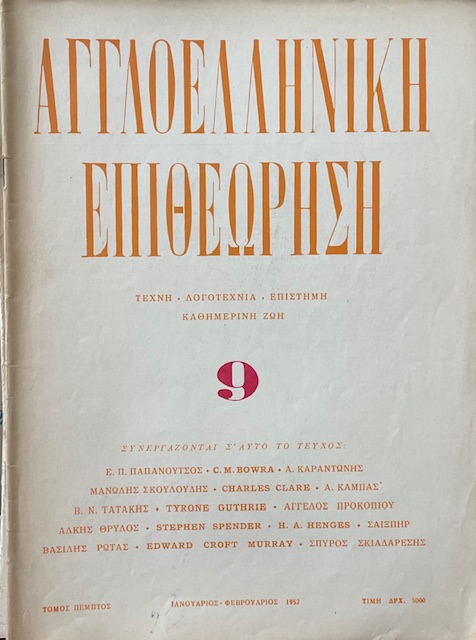 ΑΓΓΛΟΕΛΛΗΝΙΚΗ
ΕΠΙΘΕΩΡΗΣΗ
ΤΕΧΝΗ • ΛΟΓΟΤΕΧΝΙΑ • ΕΠΙΣΤΗΜΗ
ΚΑΘΗΜΕΡΙΝΗ ΖΩΗ
9
ΣΥΝΕΡΓΑΖΟΝΤΑΙ Σ' ΑΥΤΟ ΤΟ ΤΕΥΧΟΣ:
Ε. Π. ΠΑΠΑΝΟΥΤΣΟΣ • C. M. BOWRA • Α. ΚΑΡΑΝΤΩΝΗΣ
ΜΑΝΩΛΗΣ ΣΚΟΥΛΟΥΔΗΣ • CHARLES CLARE • Α. ΚΑΜΠΑΣ
Β. Ν. ΤΑΤΑΚΗΣ • TYRONE GUTHRIE • ΑΓΓΕΛΟΣ ΠΡΟΚΟΠΙΟΥ
ΑΛΚΗΣ ΘΡΥΛΟΣ • STEPHEN SPENDER • H. A. HENGES • ΣΑΙΞΠΗΡ
ΒΑΣΙΛΗΣ ΡΩΤΑΣ • EDWARD CROFT MURRAY • ΣΠΥΡΟΣ ΣΚΙΑΔΑΡΕΣΗΣ
ΤΟΜΟΣ ΠΕΜΠΤΟΣ ΙΑΝΟΥΑΡΙΟΣ - ΦΕΒΡΟΥΑΡΙΟΣ 1952 ΤΙΜΗ ΔΡΧ. 5000